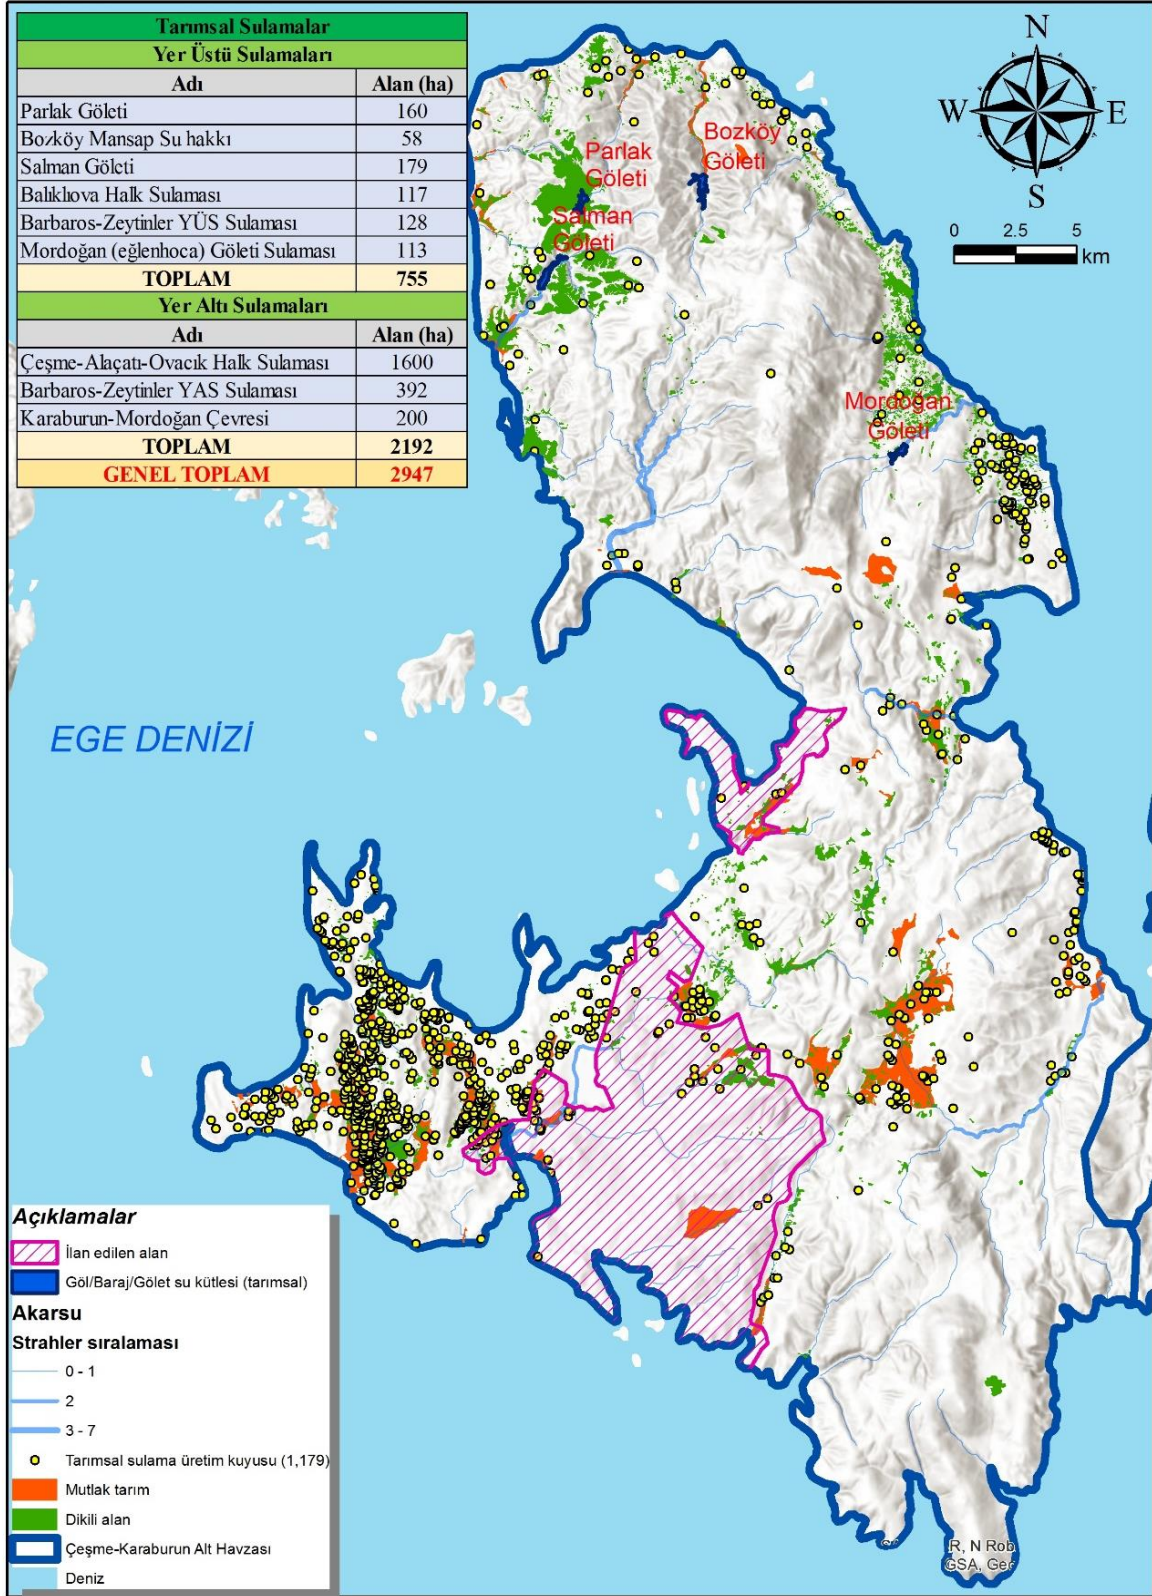 Tarımsal Sulamalar
Yer Üstü Sulamaları
Adı Alan (ha)
Parlak Göleti 160
Bozköy Mansap Su hakkı 58
Salman Göleti 179
Balıklıova Halk Sulaması 117
Barbaros-Zeytinler YÜS Sulaması 128
Mordoğan (eğlenhoca) Göleti Sulaması 113
TOPLAM 755
Yer Altı Sulamaları
Adı Alan (ha)
Çeşme-Alaçatı-Ovacık Halk Sulaması 1600
Barbaros-Zeytinler YAS Sulaması 392
Karaburun-Mordoğan Çevresi 200
TOPLAM 2192
GENEL TOPLAM 2947
N
W E
S
0 2.5 5
km
Bozköy
Göleti
Parlak
Göleti
Salman
Göleti
Mordoğan
Göleti
EGE DENİZİ
Açıklamalar
İlan edilen alan
Göl/Baraj/Gölet su kütlesi (tarımsal)
Akarsu
Strahler sıralaması
0 - 1
2
3 - 7
Tarımsal sulama üretim kuyusu (1,179)
Mutlak tarım
Dikili alan
Çeşme-Karaburun Alt Havzası
Deniz
R, N Rob
GSA, Geo